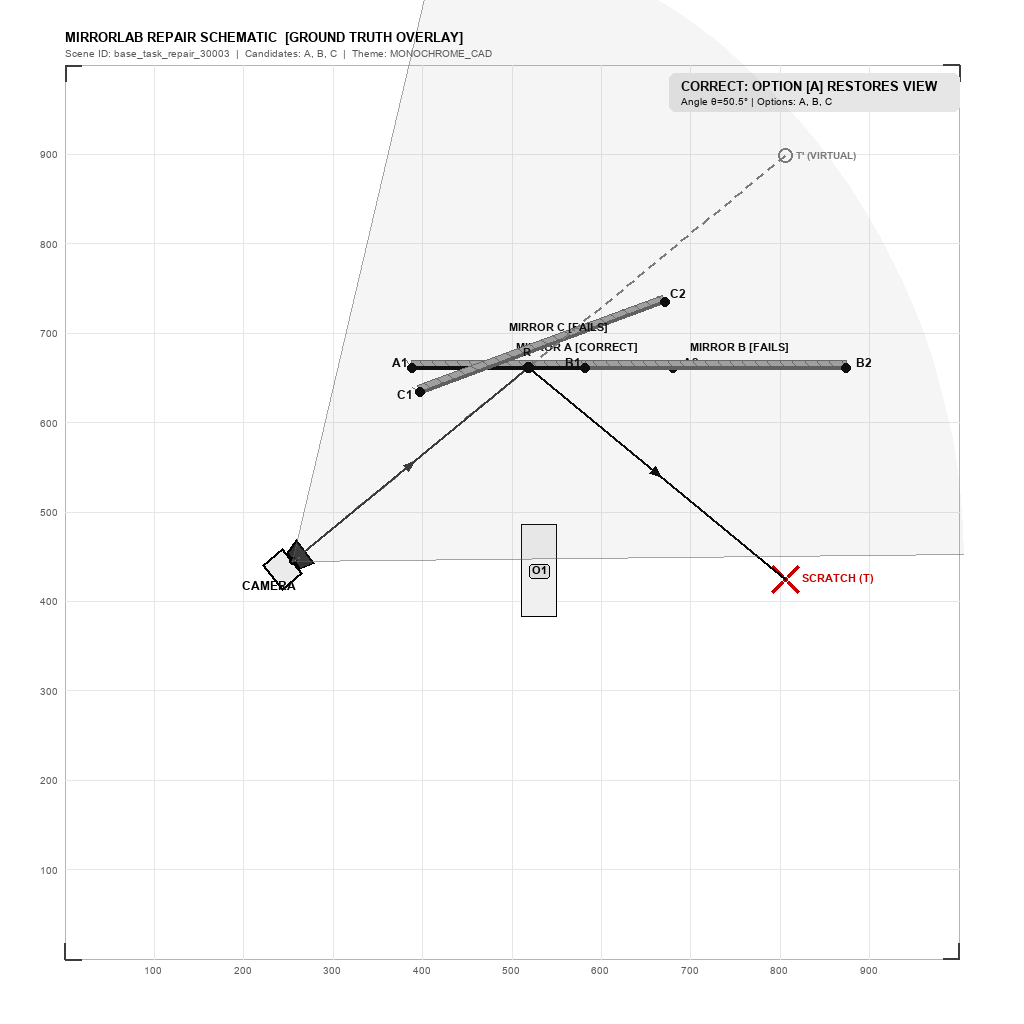 MIRRORLAB REPAIR SCHEMATIC  [GROUND TRUTH OVERLAY]
Scene ID: base_task_repair_30003  |  Candidates: A, B, C  |  Theme: MONOCHROME_CAD
CORRECT: OPTION [A] RESTORES VIEW
Angle θ=50.5° | Options: A, B, C
T' (VIRTUAL)
C2
MIRROR C [FAILS]
MIRROR A [CORRECT]
MIRROR B [FAILS]
R
A1
B1
A2
B2
C1
O1
CAMERA
SCRATCH (T)
900
800
700
600
500
400
300
200
100
100
200
300
400
500
600
700
800
900